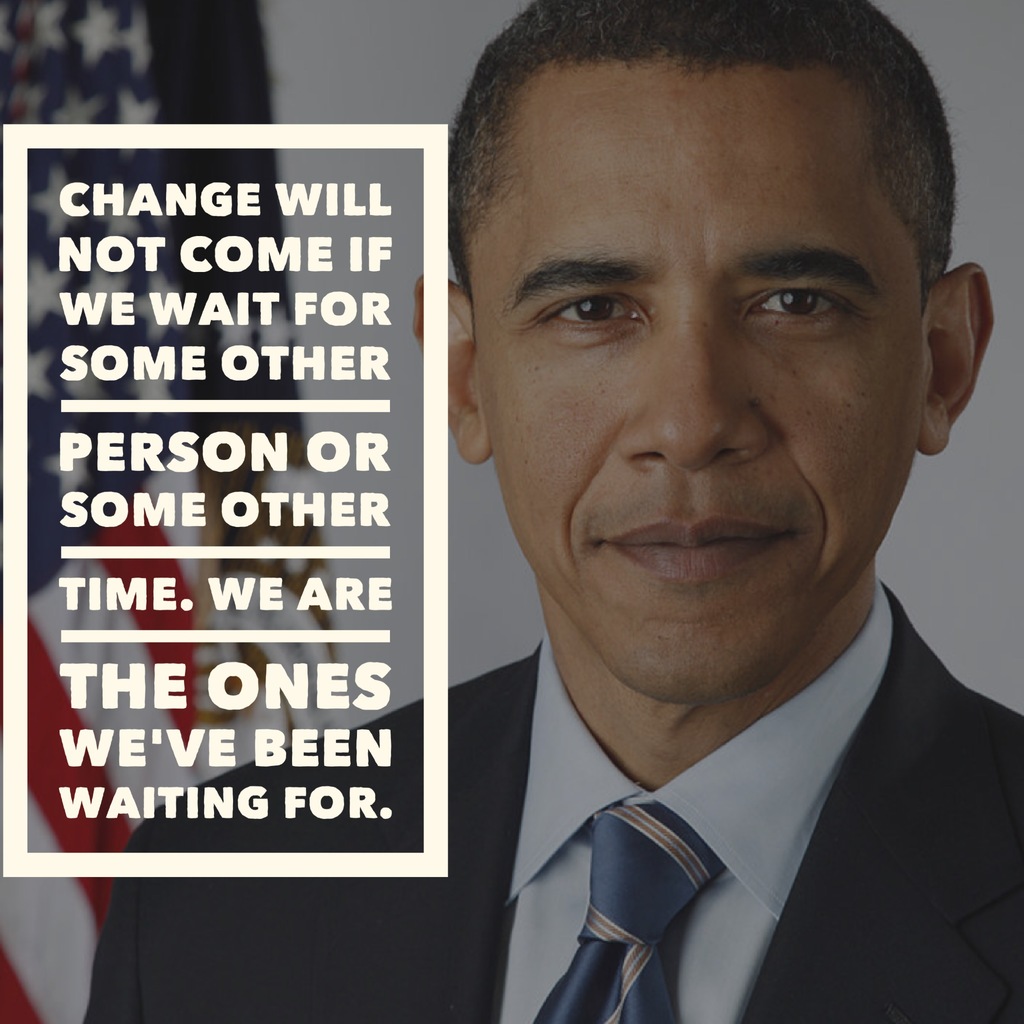 CHANGE WILL
NOT COME IF
WE WAIT FOR
SOME OTHER
PERSON OR
SOME OTHER
TIME. WE ARE
THE ONES
WE'VE BEEN
WAITING FOR.